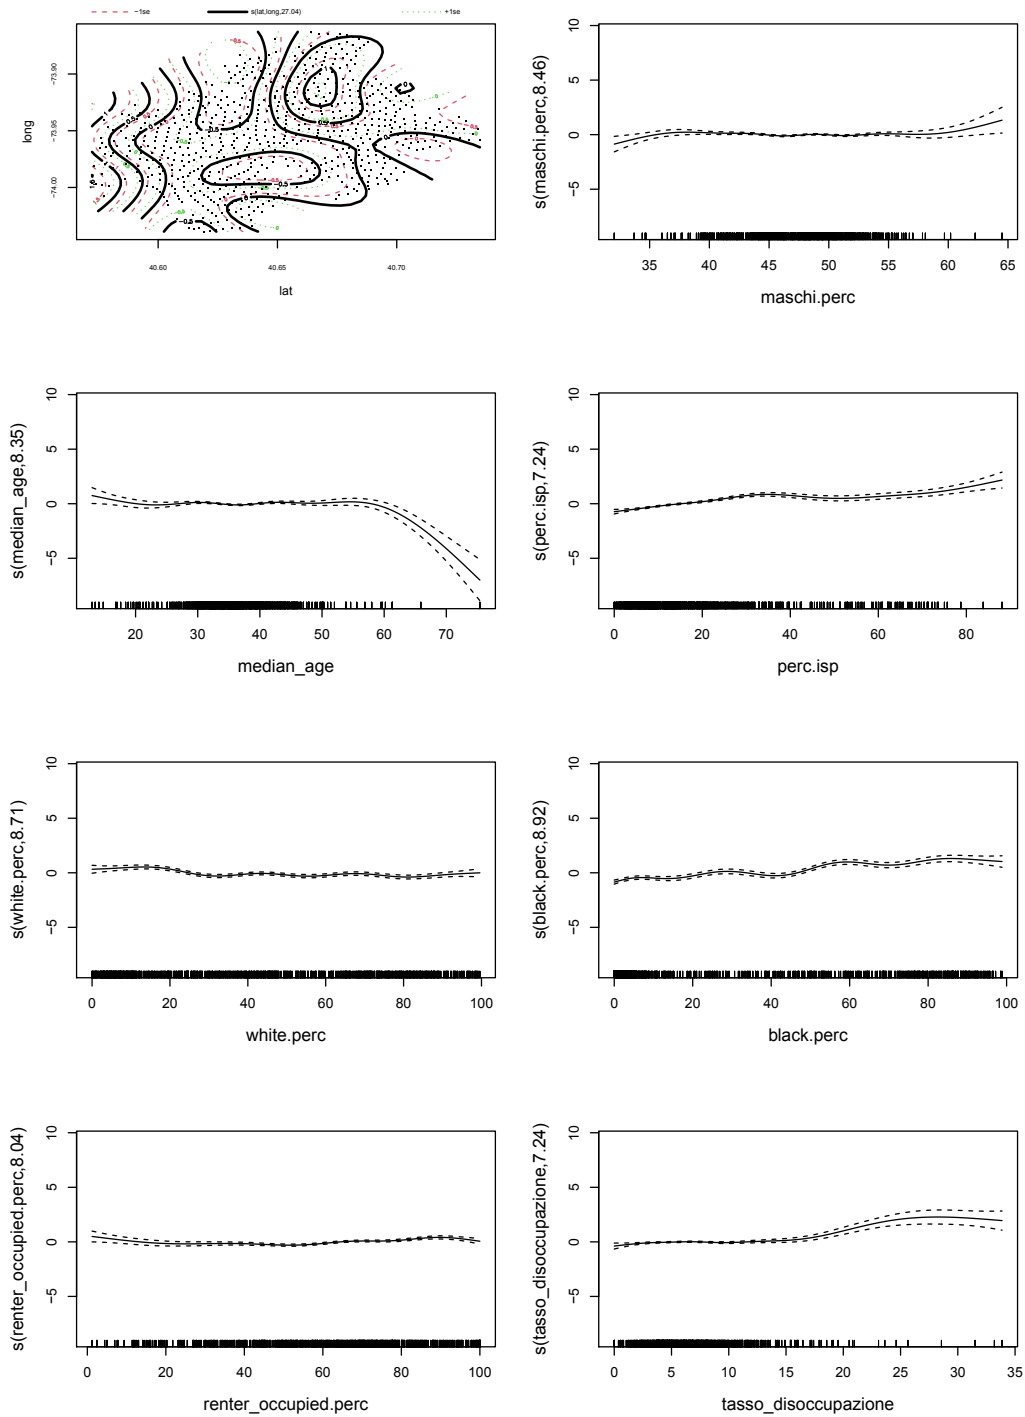 −1se s(lat,long,27.04) +1se
long
−73.90
−73.95
−74.00
40.60 40.65 40.70
lat
s(maschi.perc,8.46)
10
5
0
−5
35 40 45 50 55 60 65
maschi.perc
s(median_age,8.35)
10
5
0
−5
20 30 40 50 60 70
median_age
s(perc.isp,7.24)
10
5
0
−5
0 20 40 60 80
perc.isp
s(white.perc,8.71)
10
5
0
−5
0 20 40 60 80 100
white.perc
s(black.perc,8.92)
10
5
0
−5
0 20 40 60 80 100
black.perc
s(renter_occupied.perc,8.04)
10
5
0
−5
0 20 40 60 80 100
renter_occupied.perc
s(tasso_disoccupazione,7.24)
10
5
0
−5
0 5 10 15 20 25 30 35
tasso_disoccupazione